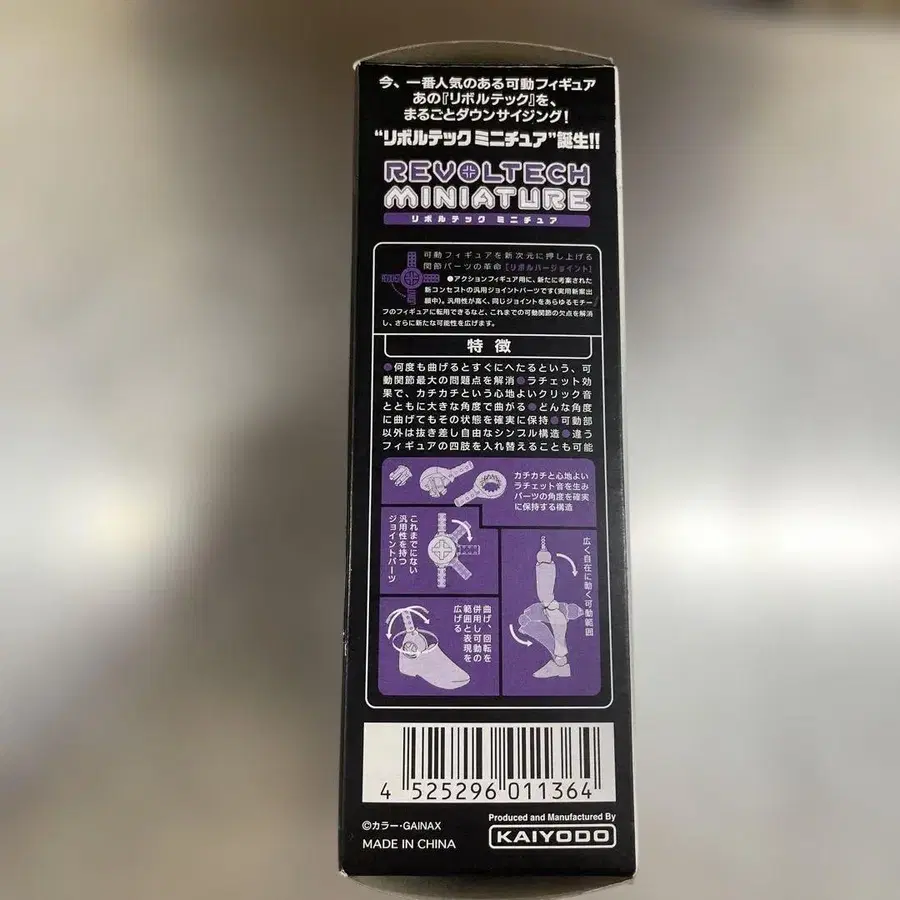 今、一番人気のある可動フィギュア
あの『リボルテック』を、
まるごとダウンサイジング!
“リボルテック ミニチュア”誕生!!
REVOLTECH
MINIATURE
リボルテック ミニチュア
可動フィギュアを新次元に押し上げる
関節パーツの革命［リボルバージョイント］
●アクションフィギュア用に、新たに考案された
新コンセストの汎用ジョイントパーツです(実用新案出
願中)。汎用性が高く、同じジョイントをあらゆるモチー
フのフィギュアに転用できるなど、これまでの可動関節の欠点を解消
し、さらに新たな可能性を広げます。
特徴
●何度も曲げるとすぐにへたるという、可
動関節最大の問題点を解消●ラチェット効
果で、カチカチという心地よいクリック音
とともに大きな角度で曲がる●どんな角度
に曲げてもその状態を確実に保持●可動部
以外は抜き差し自由なシンプル構造●違う
フィギュアの四肢を入れ替えることも可能
カチカチと心地よい
ラチェット音を生み
パーツの角度を確実
に保持する構造
これまでにない
汎用性を持つ
ジョイントパーツ
広く自在に動く可動範囲
曲げ、回転を
併用し可動の
範囲と表現を
広げる
4 525296 011364
©カラー・GAINAX
MADE IN CHINA
Produced and Manufactured By
KAIYODO